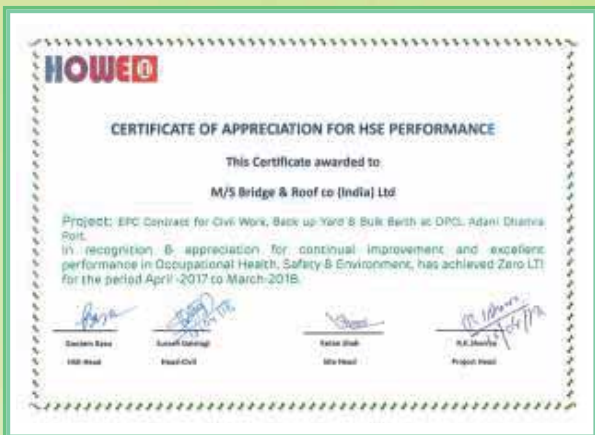 HOWE
CERTIFICATE OF APPRECIATION FOR HSE PERFORMANCE
This Certificate awarded to
M/S Bridge & Roof co (India) Ltd
Project: EPC Contract for Civil Work, Back up Yard & Bulk Berth at DPCL Adani Dhamra
Port.
In recognition & appreciation for continual improvement and excellent
performance in Occupational Health, Safety & Environment, has achieved Zero LTI
for the period April -2017 to March-2018.
HSE Head Head-Civil Site Head Project Head